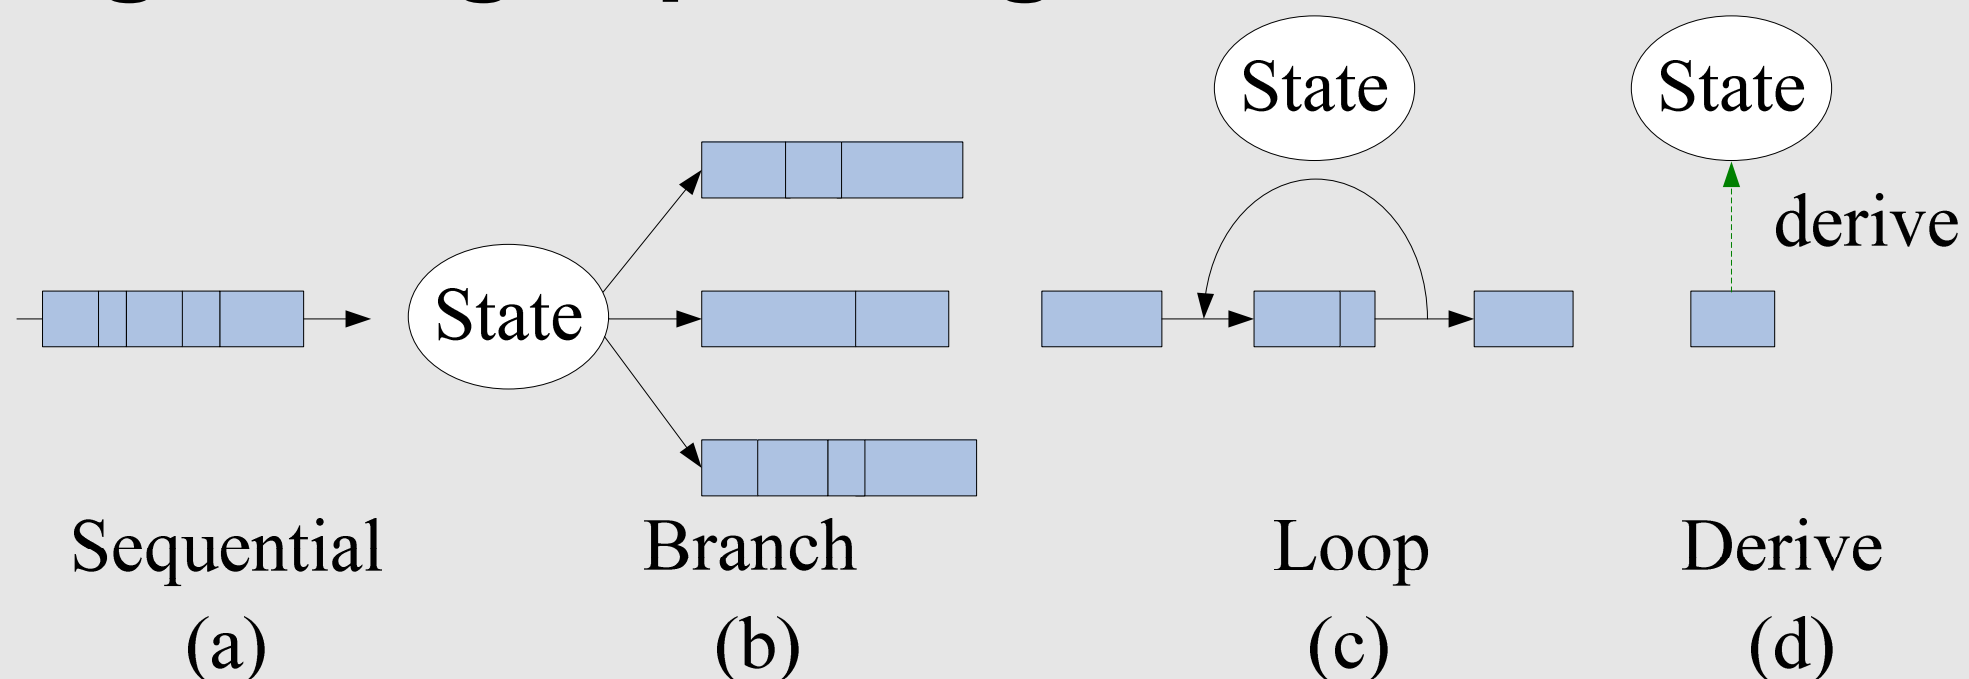 State
State
State
derive
State
Sequential
Branch
Loop
Derive
(a)
(b)
(c)
(d)